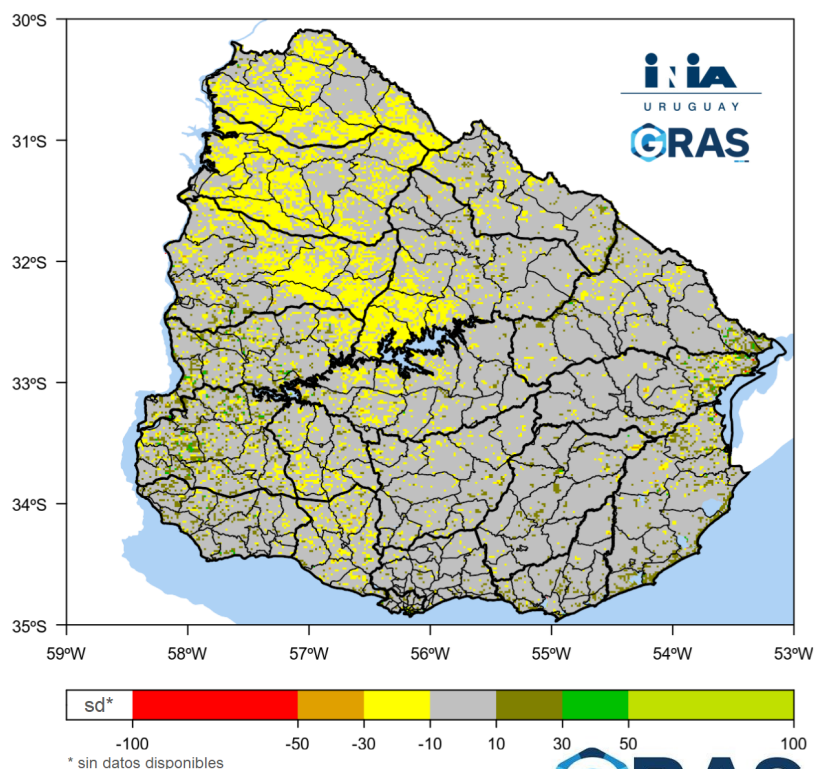 30ºS
31ºS
32ºS
33ºS
34ºS
35ºS
59ºW 58ºW 57ºW 56ºW 55ºW 54ºW 53ºW
iNiA
URUGUAY
GRAS
sd*
-100 -50 -30 -10 10 30 50 100
* sin datos disponibles
GRAS